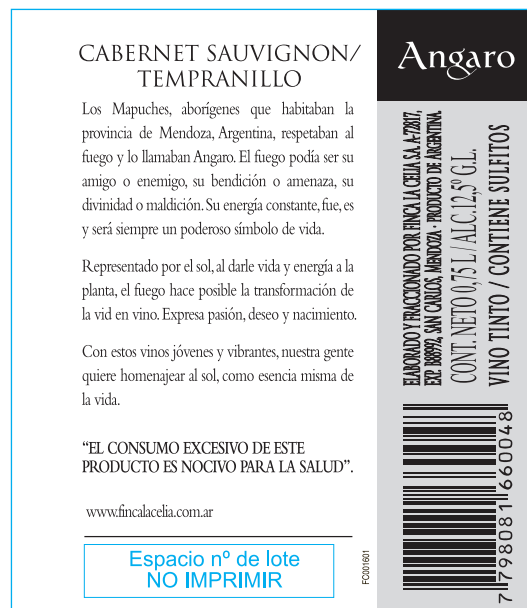 CABERNET SAUVIGNON/
TEMPRANILLO
Los Mapuches, aborígenes que habitaban la
provincia de Mendoza, Argentina, respetaban al
fuego y lo llamaban Angaro. El fuego podía ser su
amigo o enemigo, su bendición o amenaza, su
divinidad o maldición. Su energía constante, fue, es
y será siempre un poderoso símbolo de vida.
Representado por el sol, al darle vida y energía a la
planta, el fuego hace posible la transformación de
la vid en vino. Expresa pasión, deseo y nacimiento.
Con estos vinos jóvenes y vibrantes, nuestra gente
quiere homenajear al sol, como esencia misma de
la vida.
“EL CONSUMO EXCESIVO DE ESTE
PRODUCTO ES NOCIVO PARA LA SALUD”.
www.fincalacelia.com.ar
Espacio nº de lote
NO IMPRIMIR
FC001601
Angaro
ELABORADO Y FRACCIONADO POR FINCA LA CELIA S.A. A-72817,
EXP. 188992, SAN CARLOS, MENDOZA - PRODUCTO DE ARGENTINA.
CONT. NETO 0,75 L / ALC.12,5º G.L.
VINO TINTO / CONTIENE SULFITOS
7 798081 660048